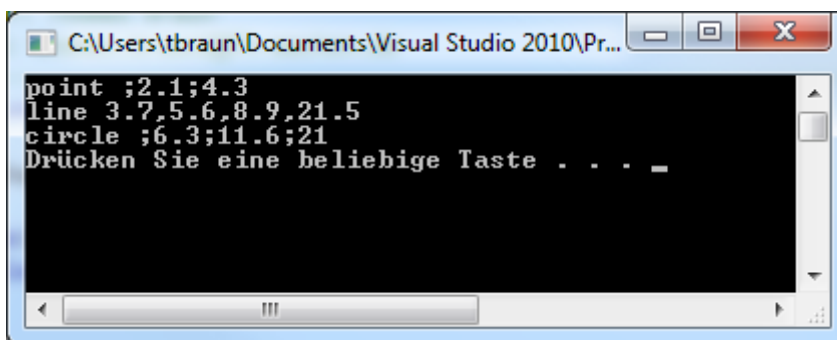 C:\Users\tbraun\Documents\Visual Studio 2010\Pr...
point ;2.1;4.3
line 3.7,5.6,8.9,21.5
circle ;6.3;11.6;21
Drücken Sie eine beliebige Taste . . . _